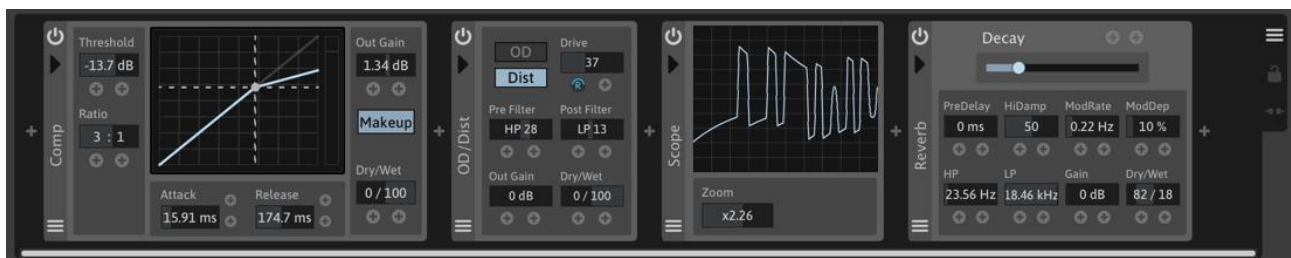 Comp
Threshold
-13.7 dB
Ratio
3 : 1
Attack
15.91 ms
Release
174.7 ms
Out Gain
1.34 dB
Makeup
Dry/Wet
0 / 100
OD/Dist
OD
Dist
Drive
37
R
Pre Filter
HP 28
Post Filter
LP 13
Out Gain
0 dB
Dry/Wet
0 / 100
Scope
Zoom
x2.26
Reverb
Decay
PreDelay HiDamp ModRate ModDep
0 ms 50 0.22 Hz 10 %
HP LP Gain Dry/Wet
23.56 Hz 18.46 kHz 0 dB 82 / 18